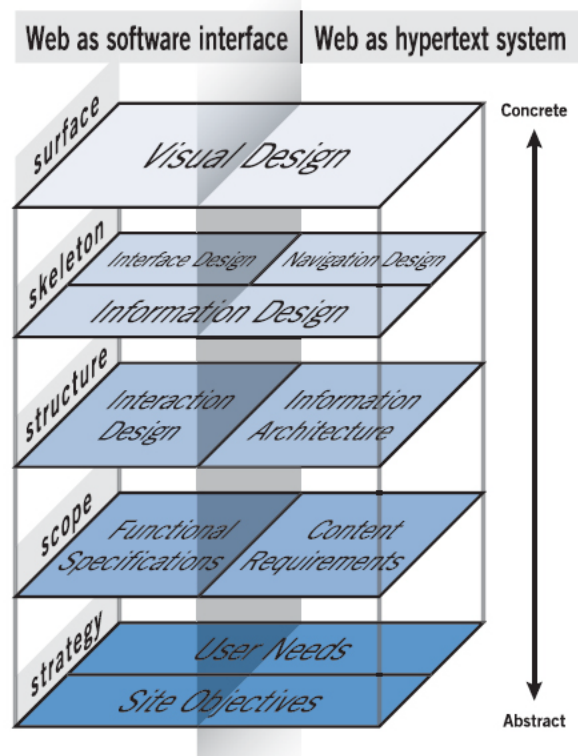 Web as software interface
Web as hypertext system
Concrete
surface
Visual Design
skeleton
Interface Design
Navigation Design
Information Design
structure
Interaction
Design
Information
Architecture
scope
Functional
Specifications
Content
Requirements
strategy
User Needs
Site Objectives
Abstract